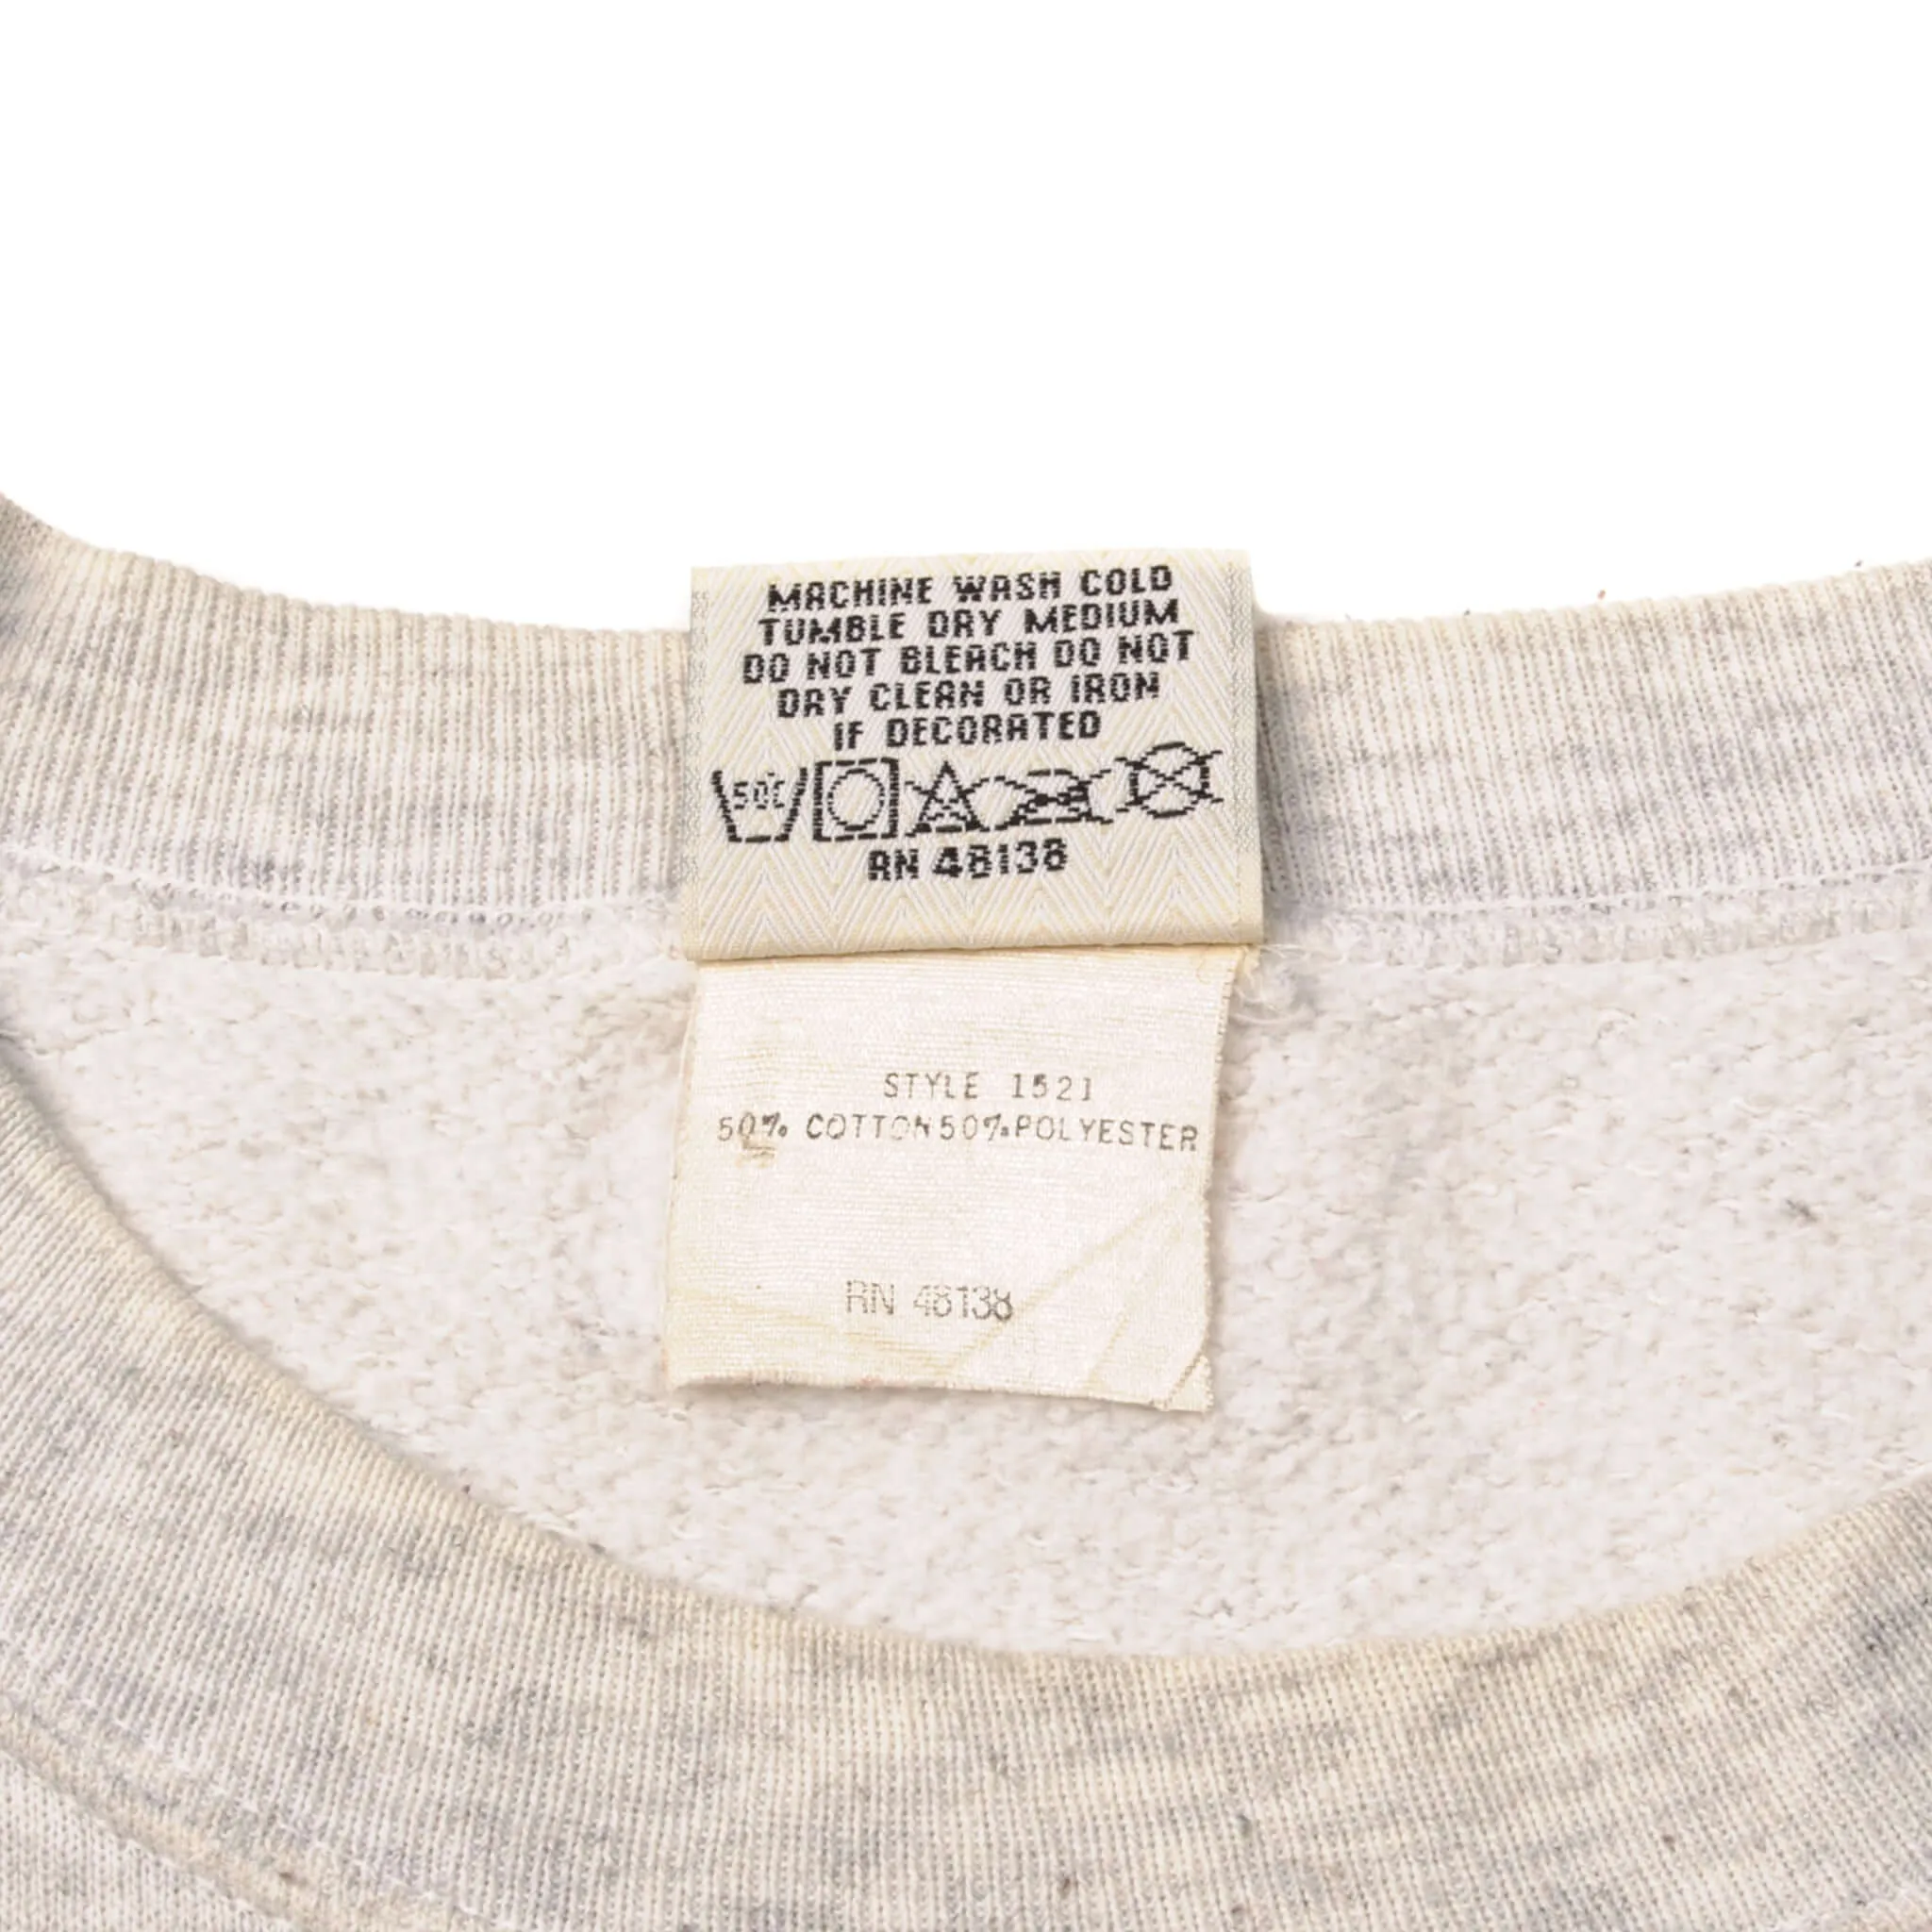 MACHINE WASH COLD
TUMBLE DRY MEDIUM
DO NOT BLEACH DO NOT
DRY CLEAN OR IRON
IF DECORATED
50C
RN 48138
STYLE 1521
50% COTTON 50% POLYESTER
RN 48138